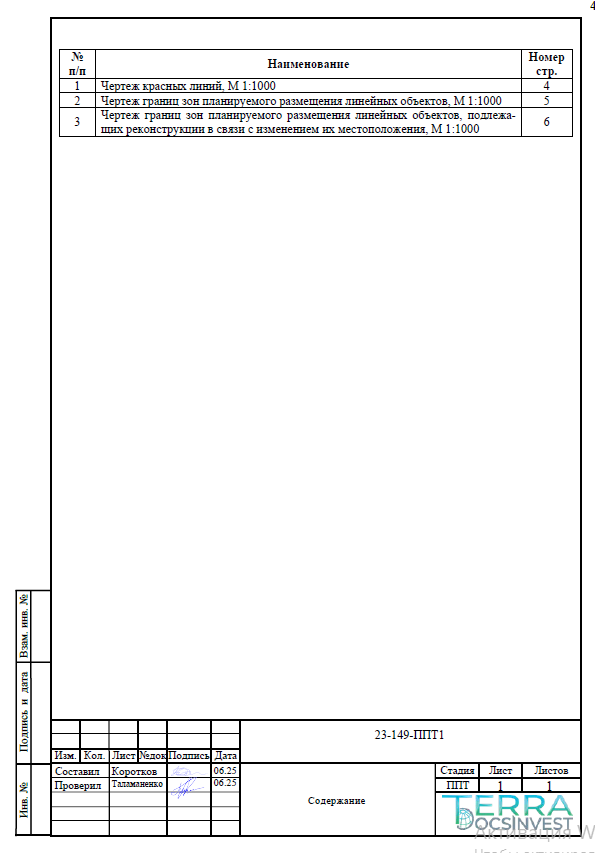 4
№ п/п Наименование Номер стр.
1 Чертеж красных линий, М 1:1000 4
2 Чертеж границ зон планируемого размещения линейных объектов, М 1:1000 5
3 Чертеж границ зон планируемого размещения линейных объектов, подлежа-
щих реконструкции в связи с изменением их местоположения, М 1:1000 6
Взам. инв. №
Подпись и дата
Инв. №
23-149-ППТ1
Изм. Кол. Лист №док Подпись Дата
Составил Коротков 06.25
Проверил Таламаненко 06.25
Содержание
Стадия Лист Листов
ППТ 1 1
TERRA
DOCSINVEST
Активация W